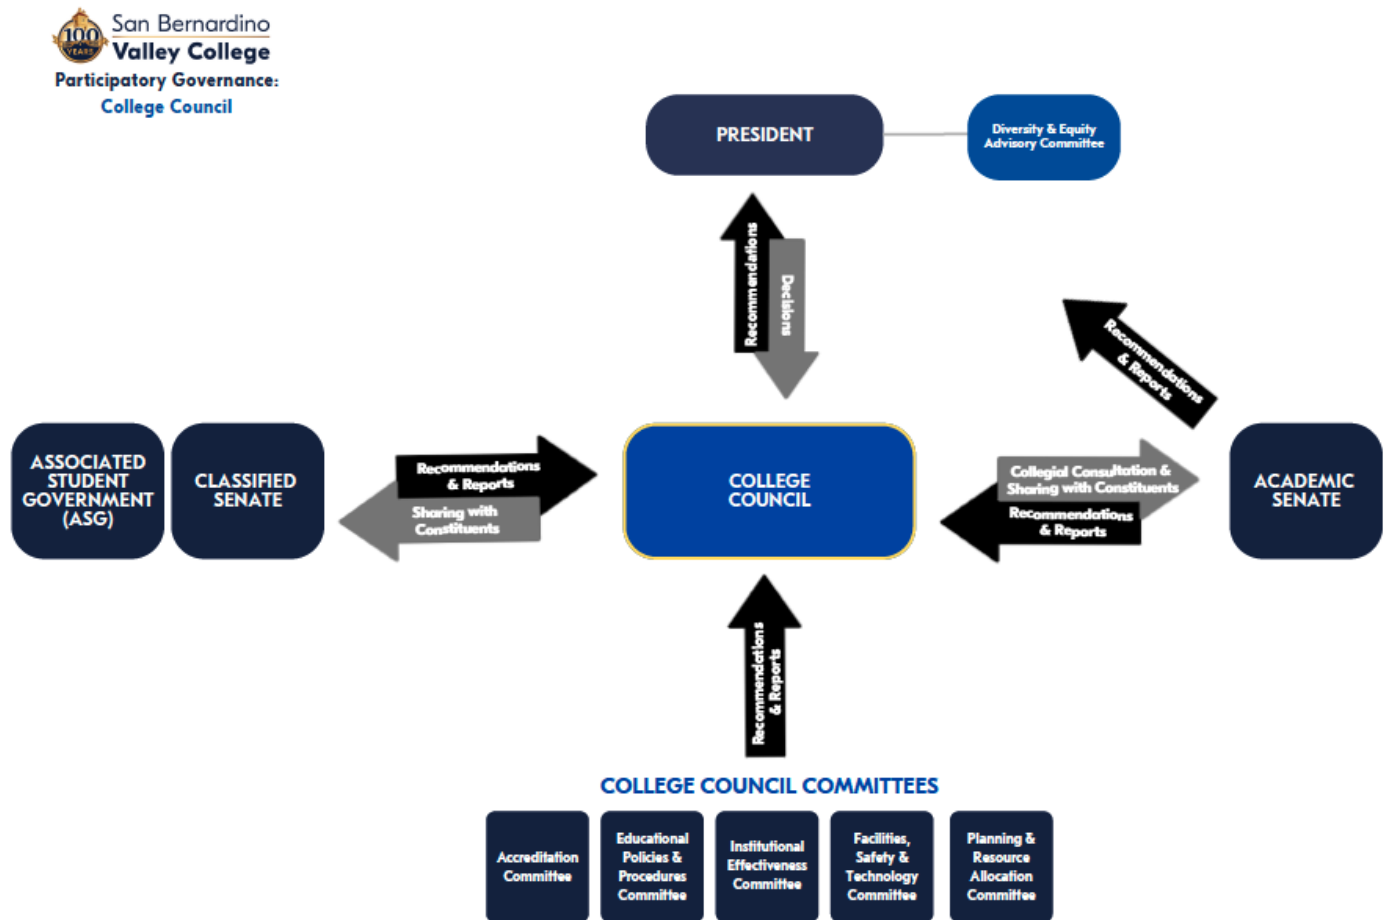 100
YEARS
San Bernardino
Valley College
Participatory Governance:
College Council
PRESIDENT
Diversity & Equity
Advisory Committee
Recommendations
Decisions
Recommendations
& Reports
ASSOCIATED
STUDENT
GOVERNMENT
(ASG)
CLASSIFIED
SENATE
Recommendations
& Reports
Sharing with
Constituents
COLLEGE
COUNCIL
Collegial Consultation &
Sharing with Constituents
Recommendations
& Reports
ACADEMIC
SENATE
Recommendations
& Reports
COLLEGE COUNCIL COMMITTEES
Accreditation
Committee
Educational
Policies &
Procedures
Committee
Institutional
Effectiveness
Committee
Facilities,
Safety &
Technology
Committee
Planning &
Resource
Allocation
Committee